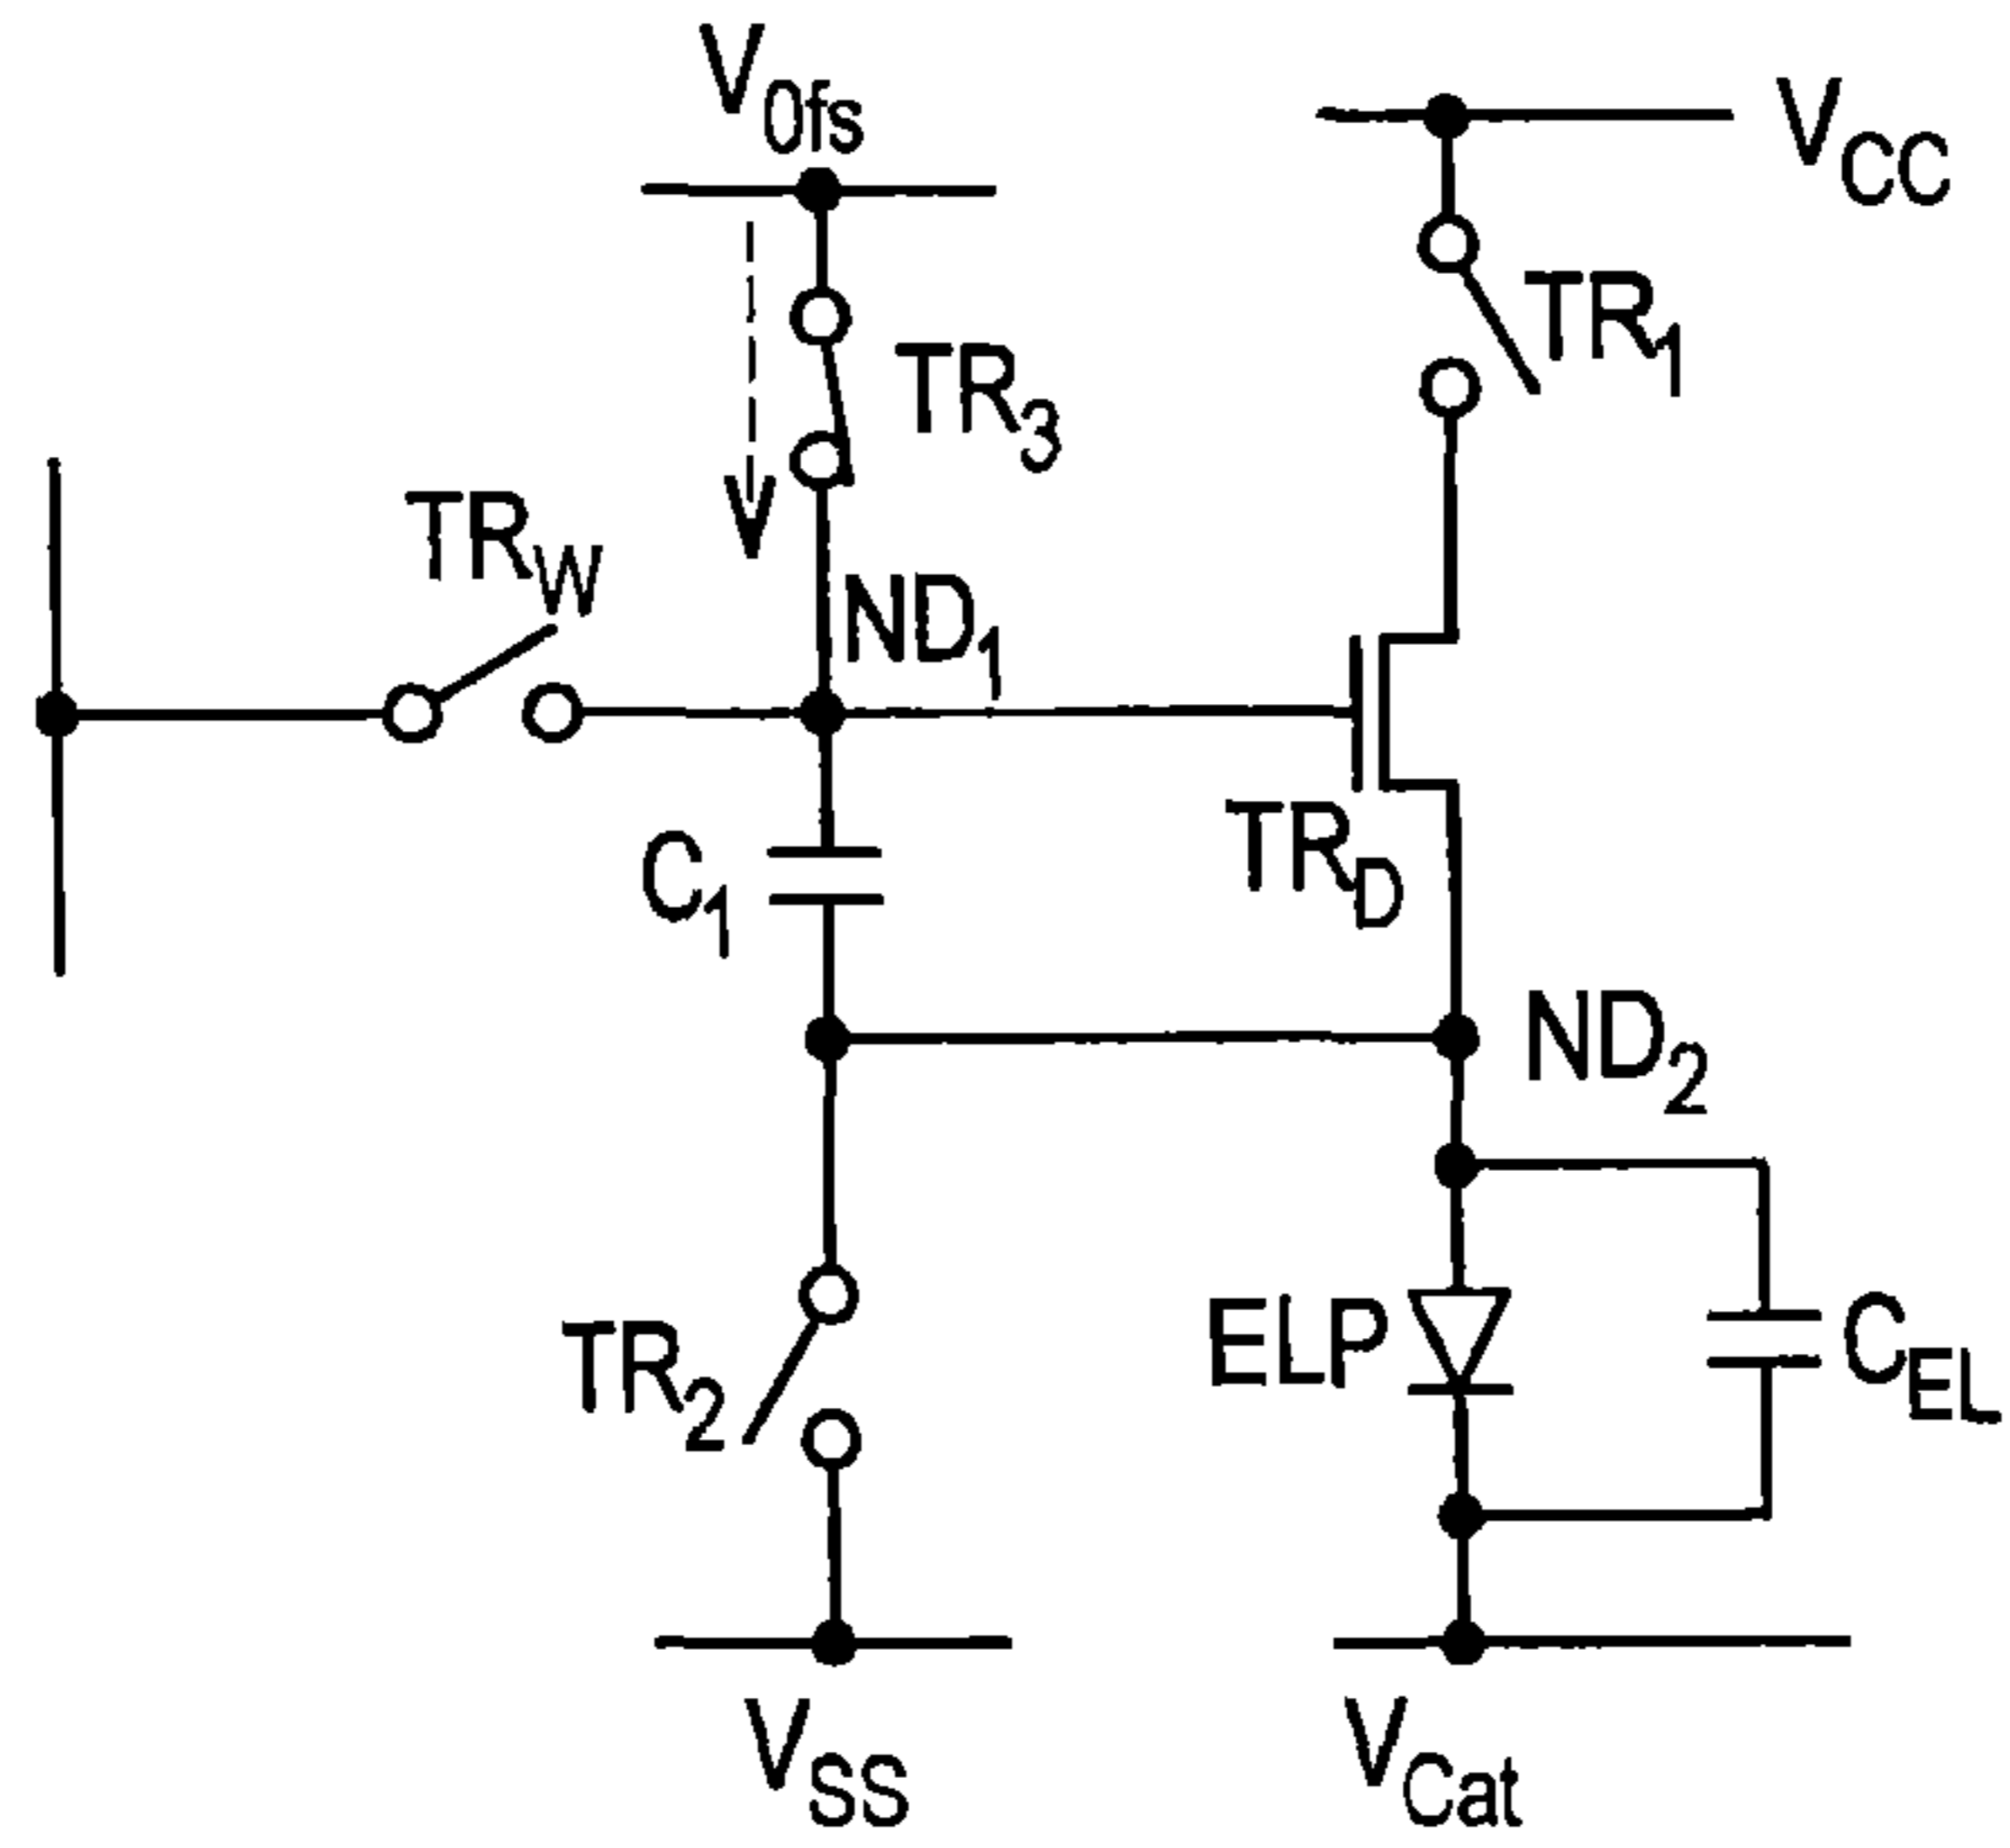 V0fs
VCC
TR1
TR3
TRW
ND1
C1
TRD
ND2
ELP
CEL
TR2
VSS
VCat